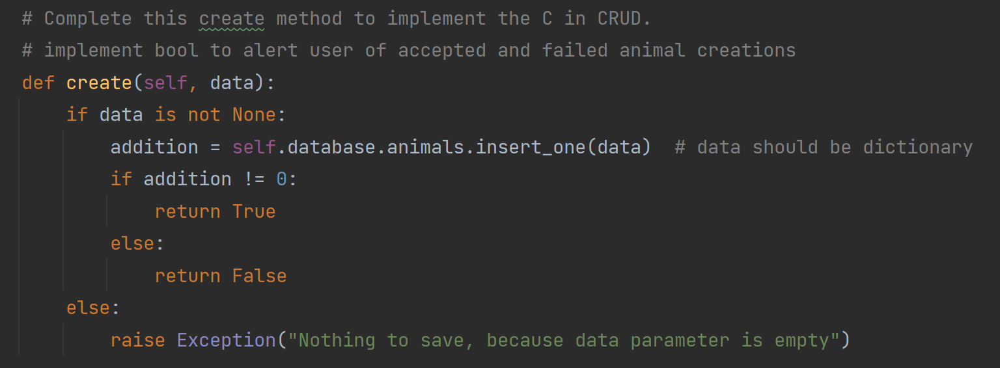 # Complete this create method to implement the C in CRUD.
# implement bool to alert user of accepted and failed animal creations
def create(self, data):
    if data is not None:
        addition = self.database.animals.insert_one(data)  # data should be dictionary
        if addition != 0:
            return True
        else:
            return False
    else:
        raise Exception("Nothing to save, because data parameter is empty")